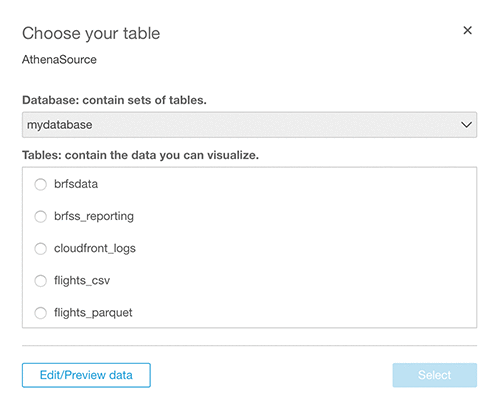 Choose your table
AthenaSource
Database: contain sets of tables.
mydatabase
Tables: contain the data you can visualize.
brfsdata
brfss_reporting
cloudfront_logs
flights_csv
flights_parquet
Edit/Preview data
Select